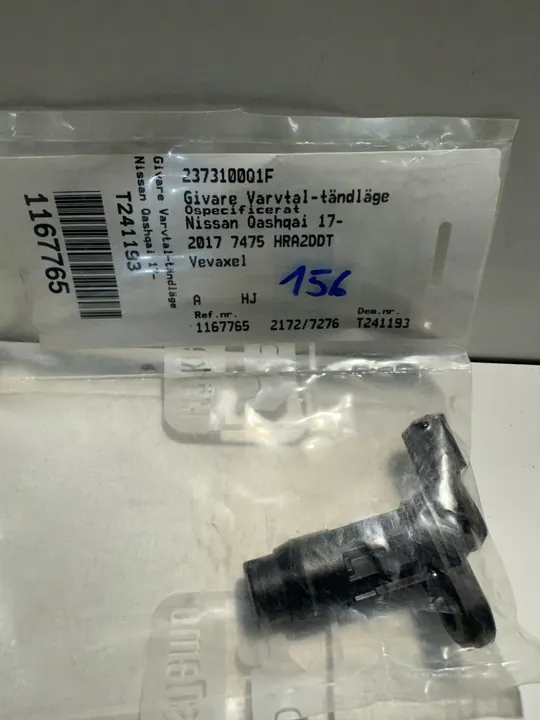 237310001F
Givare Varvtal-tändläge
Ospecificerat
Nissan Qashqai 17-
2017 7475 HRA2DDT
Vevaxel
156
A HJ
Ref.nr. Dem.nr.
1167765 2172/7276 T241193
Givare Varvtal-tändläge
Nissan Qashqai 17-
T241193
1167765